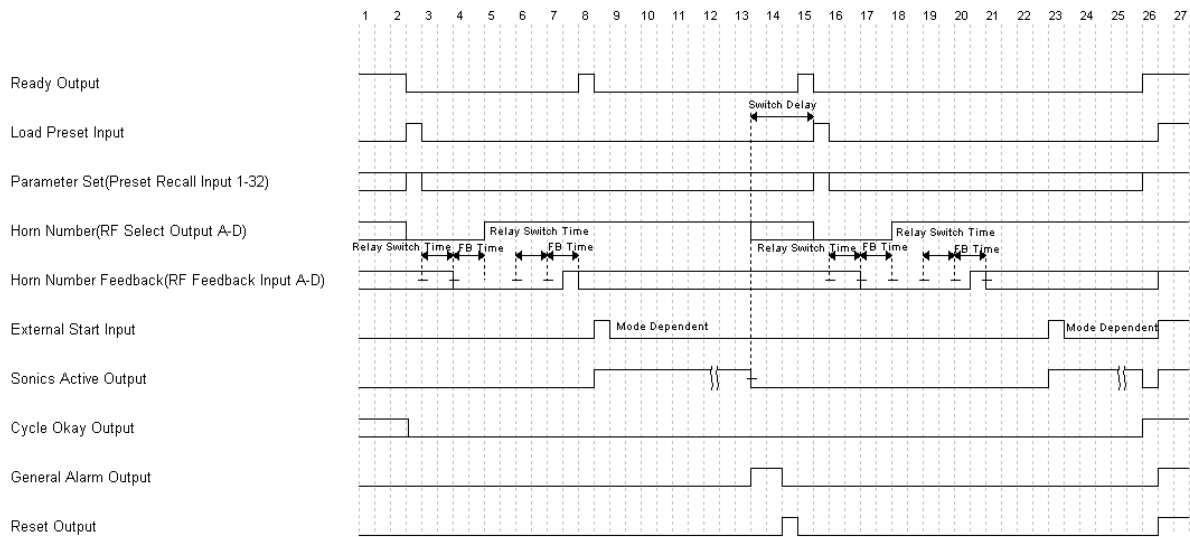 1 2 3 4 5 6 7 8 9 10 11 12 13 14 15 16 17 18 19 20 21 22 23 24 25 26 27
Ready Output
Switch Delay
Load Preset Input
Parameter Set(Preset Recall Input 1-32)
Horn Number(RF Select Output A-D)
Relay Switch Time
Relay Switch Time
Relay Switch Time FB Time
FB Time
Relay Switch Time FB Time
FB Time
Horn Number Feedback(RF Feedback Input A-D)
External Start Input
Mode Dependent
Mode Dependent
Sonics Active Output
Cycle Okay Output
General Alarm Output
Reset Output